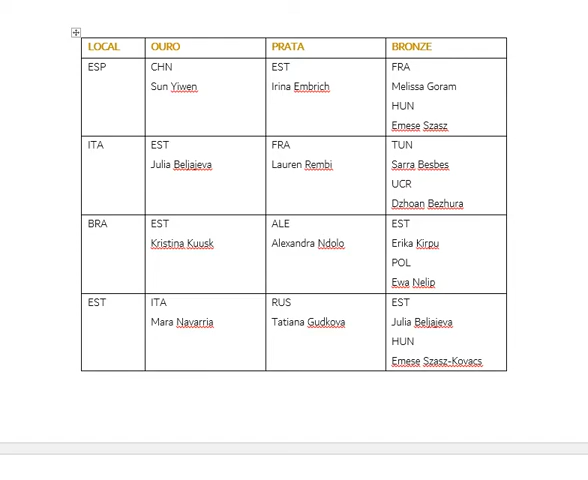 LOCAL OURO PRATA BRONZE
ESP CHN EST FRA
Sun Yiwen Irina Embrich Melissa Goram
HUN
Emese Szasz
ITA EST FRA TUN
Julia Beljajeva Lauren Rembi Sarra Besbes
UCR
Dzhoan Bezhura
BRA EST ALE EST
Kristina Kuusk Alexandra Ndolo Erika Kirpu
POL
Ewa Nelip
EST ITA RUS EST
Mara Navarria Tatiana Gudkova Julia Beljajeva
HUN
Emese Szasz-Kovacs